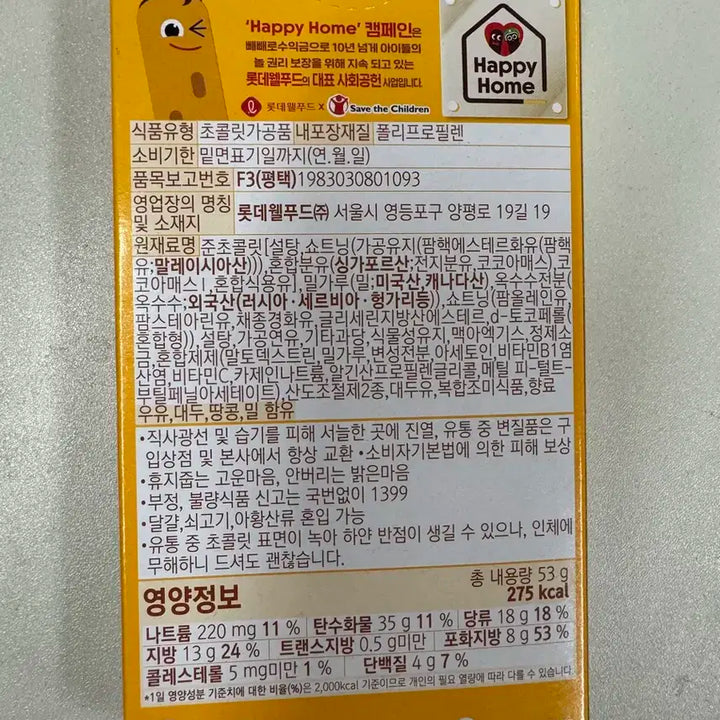 'Happy Home' 캠페인은
빼빼로수익금으로 10년 넘게 아이들의
놀 권리 보장을 위해 지속 되고 있는
롯데웰푸드의 대표 사회공헌 사업입니다.
롯데웰푸드 X Save the Children
Happy
Home
식품유형 초콜릿가공품 내포장재질 폴리프로필렌
소비기한 밑면표기일까지(연.월.일)
품목보고번호 F3(평택)1983030801093
영업장의 명칭 및 소재지 롯데웰푸드㈜ 서울시 영등포구 양평로 19길 19
원재료명 준초콜릿[설탕,쇼트닝(가공유지(팜핵에스테르화유(팜핵
유;말레이시아산))),혼합분유(싱가포르산;전지분유,코코아매스),코
코아매스Ⅰ,혼합식용유],밀가루(밀:미국산,캐나다산),옥수수전분(
옥수수;외국산(러시아·세르비아·헝가리등)),쇼트닝(팜올레인유,
팜스테아린유,채종경화유,글리세린지방산에스테르,d-토코페롤(
혼합형)),설탕,가공연유,기타과당,식물성유지,맥아엑기스,정제소
금,혼합제제(말토덱스트린,밀가루,변성전분,아세토인,비타민B1염
산염,비타민C,카제인나트륨,알긴산프로필렌글리콜,메틸 피-털트-
부틸페닐아세테이트),산도조절제2종,대두유,복합조미식품,향료
우유,대두,땅콩,밀 함유
•직사광선 및 습기를 피해 서늘한 곳에 진열, 유통 중 변질품은 구
입상점 및 본사에서 항상 교환 •소비자기본법에 의한 피해 보상
•휴지줍는 고운마음, 안버리는 밝은마음
•부정, 불량식품 신고는 국번없이 1399
•달걀,쇠고기,아황산류 혼입 가능
•유통 중 초콜릿 표면이 녹아 하얀 반점이 생길 수 있으나, 인체에
무해하니 드셔도 괜찮습니다.
영양정보 총 내용량 53 g
275 kcal
나트륨 220 mg 11 % 탄수화물 35 g 11 % 당류 18 g 18 %
지방 13 g 24 % 트랜스지방 0.5 g미만 포화지방 8 g 53 %
콜레스테롤 5 mg미만 1 % 단백질 4 g 7 %
*1일 영양성분 기준치에 대한 비율(%)은 2,000kcal 기준이므로 개인의 필요 열량에 따라 다를 수 있습니다.